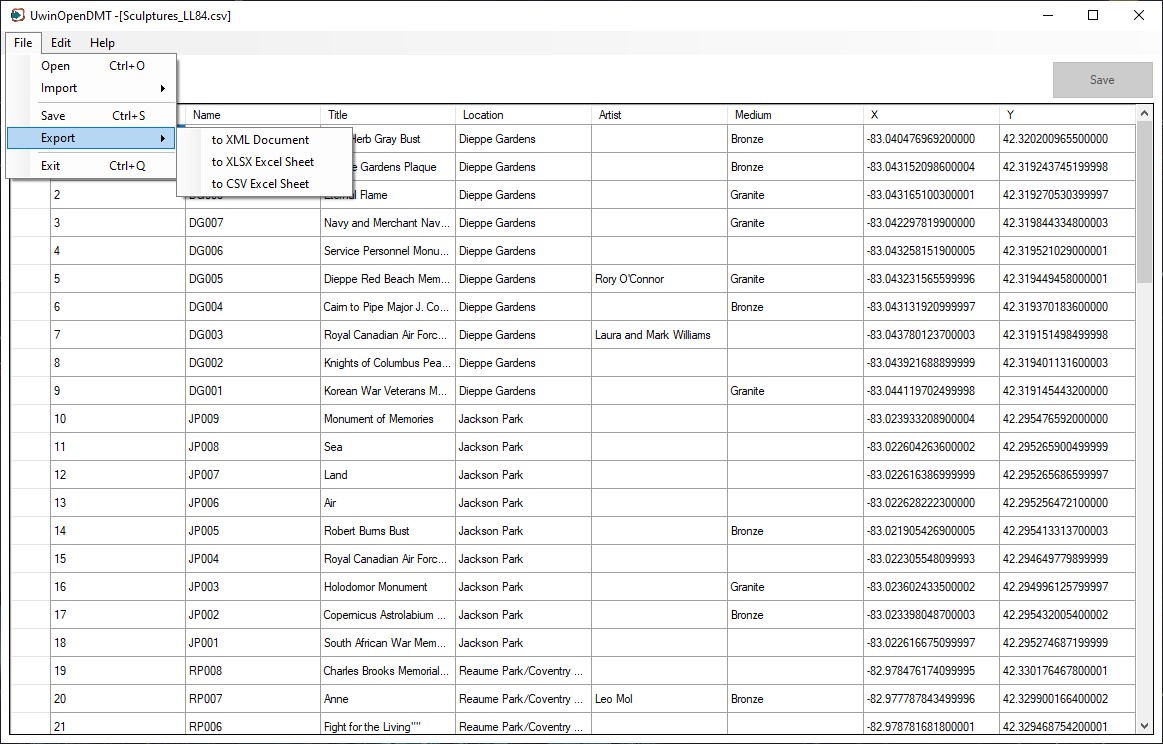 UwinOpenDMT -[Sculptures_LL84.csv]
File Edit Help
Open Ctrl+O
Import
Save Ctrl+S
Export
Exit Ctrl+Q
to XML Document
to XLSX Excel Sheet
to CSV Excel Sheet
Save
Name Title Location Artist Medium X Y
Herb Gray Bust Dieppe Gardens Bronze -83.040476969200000 42.320200965500000
Gardens Plaque Dieppe Gardens Bronze -83.043152098600004 42.319243745199998
2 Flame Dieppe Gardens Granite -83.043165100300001 42.319270530399997
3 DG007 Navy and Merchant Nav... Dieppe Gardens Granite -83.042297819900000 42.319844334800003
4 DG006 Service Personnel Monu... Dieppe Gardens -83.043258151900005 42.319521029000001
5 DG005 Dieppe Red Beach Mem... Dieppe Gardens Rory O'Connor Granite -83.043231565599996 42.319449458000001
6 DG004 Cairn to Pipe Major J. Co... Dieppe Gardens Bronze -83.043131920999997 42.319370183600000
7 DG003 Royal Canadian Air Forc... Dieppe Gardens Laura and Mark Williams -83.043780123700003 42.319151498499998
8 DG002 Knights of Columbus Pea... Dieppe Gardens -83.043921688899999 42.319401131600003
9 DG001 Korean War Veterans M... Dieppe Gardens Granite -83.044119702499998 42.319145443200000
10 JP009 Monument of Memories Jackson Park -83.023933208900004 42.295476592000000
11 JP008 Sea Jackson Park -83.022604263600002 42.295265900499999
12 JP007 Land Jackson Park -83.022616386999999 42.295265686599997
13 JP006 Air Jackson Park -83.022628222300000 42.295256472100000
14 JP005 Robert Burns Bust Jackson Park Bronze -83.021905426900005 42.295413313700003
15 JP004 Royal Canadian Air Forc... Jackson Park -83.022305548099993 42.294649779899999
16 JP003 Holodomor Monument Jackson Park Granite -83.023602433500002 42.294996125799997
17 JP002 Copernicus Astrolabium ... Jackson Park Bronze -83.023398048700003 42.295432005400002
18 JP001 South African War Mem... Jackson Park -83.022616675099997 42.295274687199999
19 RP008 Charles Brooks Memorial... Reaume Park/Coventry ... -82.978476174099995 42.330176467800001
20 RP007 Anne Reaume Park/Coventry ... Leo Mol Bronze -82.977787843499996 42.329900166400002
21 RP006 Fight for the Living"" Reaume Park/Coventry ... -82.978781681800001 42.329468754200001